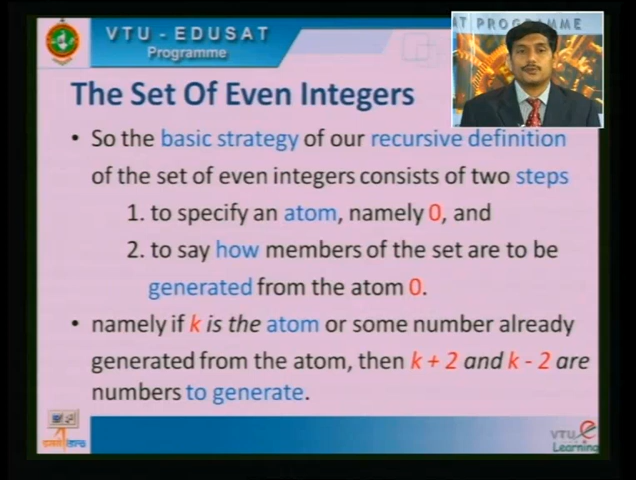 VTU - EDUSAT
Programme
AT PROGRAMME
The Set Of Even Integers
• So the basic strategy of our recursive definition
of the set of even integers consists of two steps
1. to specify an atom, namely 0, and
2. to say how members of the set are to be
generated from the atom 0.
• namely if k is the atom or some number already
generated from the atom, then k + 2 and k - 2 are
numbers to generate.
VTU e
Learning